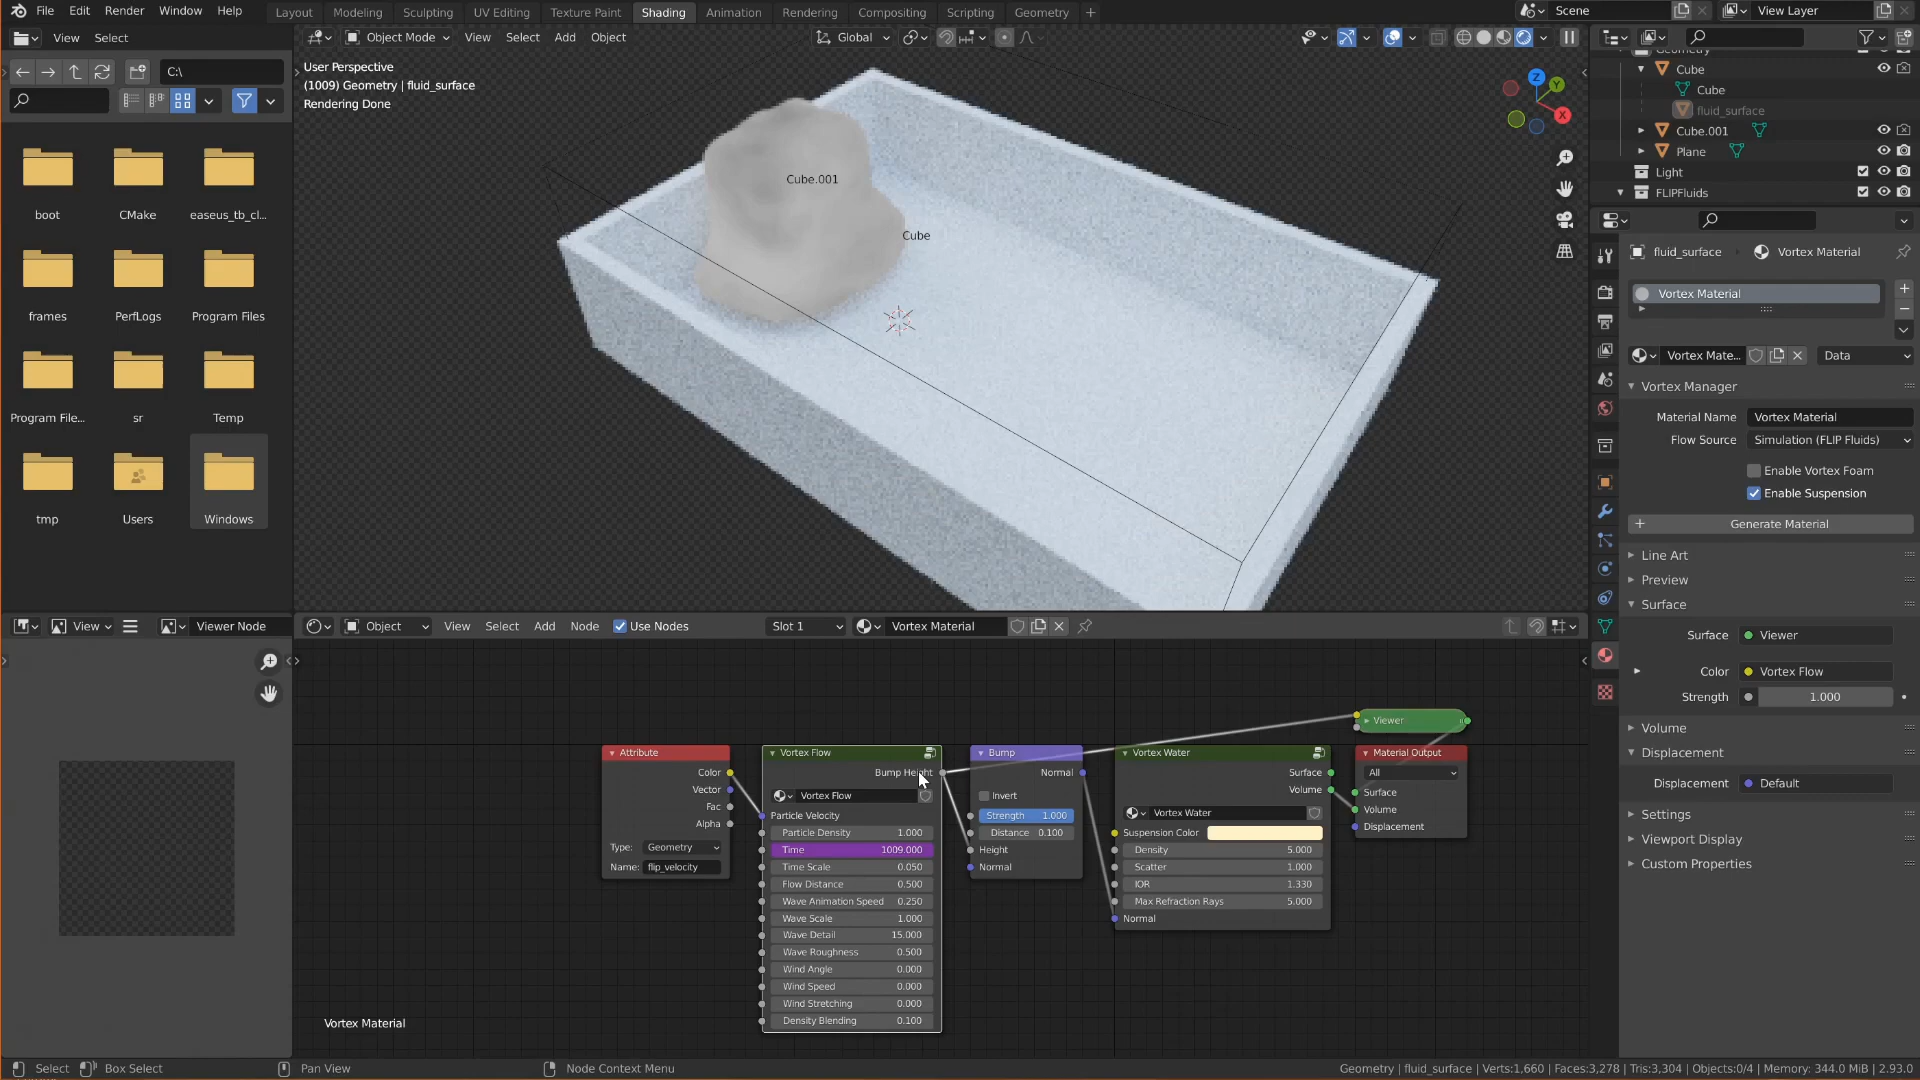 File Edit Render Window Help
Layout Modeling Sculpting UV Editing Texture Paint Shading Animation Rendering Compositing Scripting Geometry +
Scene
View Layer
View Select
C:\
boot
CMake
easeus_tb_cl...
frames
PerfLogs
Program Files
Program File...
sr
Temp
tmp
Users
Windows
Object Mode View Select Add Object
Global
User Perspective
(1009) Geometry | fluid_surface
Rendering Done
Cube.001
Cube
Z
Y
X
Geometry
Cube
Cube
fluid_surface
Cube.001
Plane
Light
FLIPFluids
fluid_surface
Vortex Material
Vortex Material
Vortex Mate...
Data
Vortex Manager
Material Name Vortex Material
Flow Source Simulation (FLIP Fluids)
Enable Vortex Foam
Enable Suspension
+ Generate Material
Line Art
Preview
Surface
Surface Viewer
Color Vortex Flow
Strength 1.000
Volume
Displacement
Displacement Default
Settings
Viewport Display
Custom Properties
View
Viewer Node
Object View Select Add Node Use Nodes
Slot 1
Vortex Material
Attribute
Color
Vector
Fac
Alpha
Type: Geometry
Name: flip_velocity
Vortex Flow
Bump Height
Vortex Flow
Particle Velocity
Particle Density 1.000
Time 1009.000
Time Scale 0.050
Flow Distance 0.500
Wave Animation Speed 0.250
Wave Scale 1.000
Wave Detail 15.000
Wave Roughness 0.500
Wind Angle 0.000
Wind Speed 0.000
Wind Stretching 0.000
Density Blending 0.100
Bump
Normal
Invert
Strength 1.000
Distance 0.100
Height
Normal
Vortex Water
Surface
Volume
Vortex Water
Suspension Color
Density 5.000
Scatter 1.000
IOR 1.330
Max Refraction Rays 5.000
Normal
Viewer
Material Output
All
Surface
Volume
Displacement
Vortex Material
Select Box Select Pan View Node Context Menu
Geometry | fluid_surface | Verts:1,660 | Faces:3,278 | Tris:3,304 | Objects:0/4 | Memory: 344.0 MiB | 2.93.0